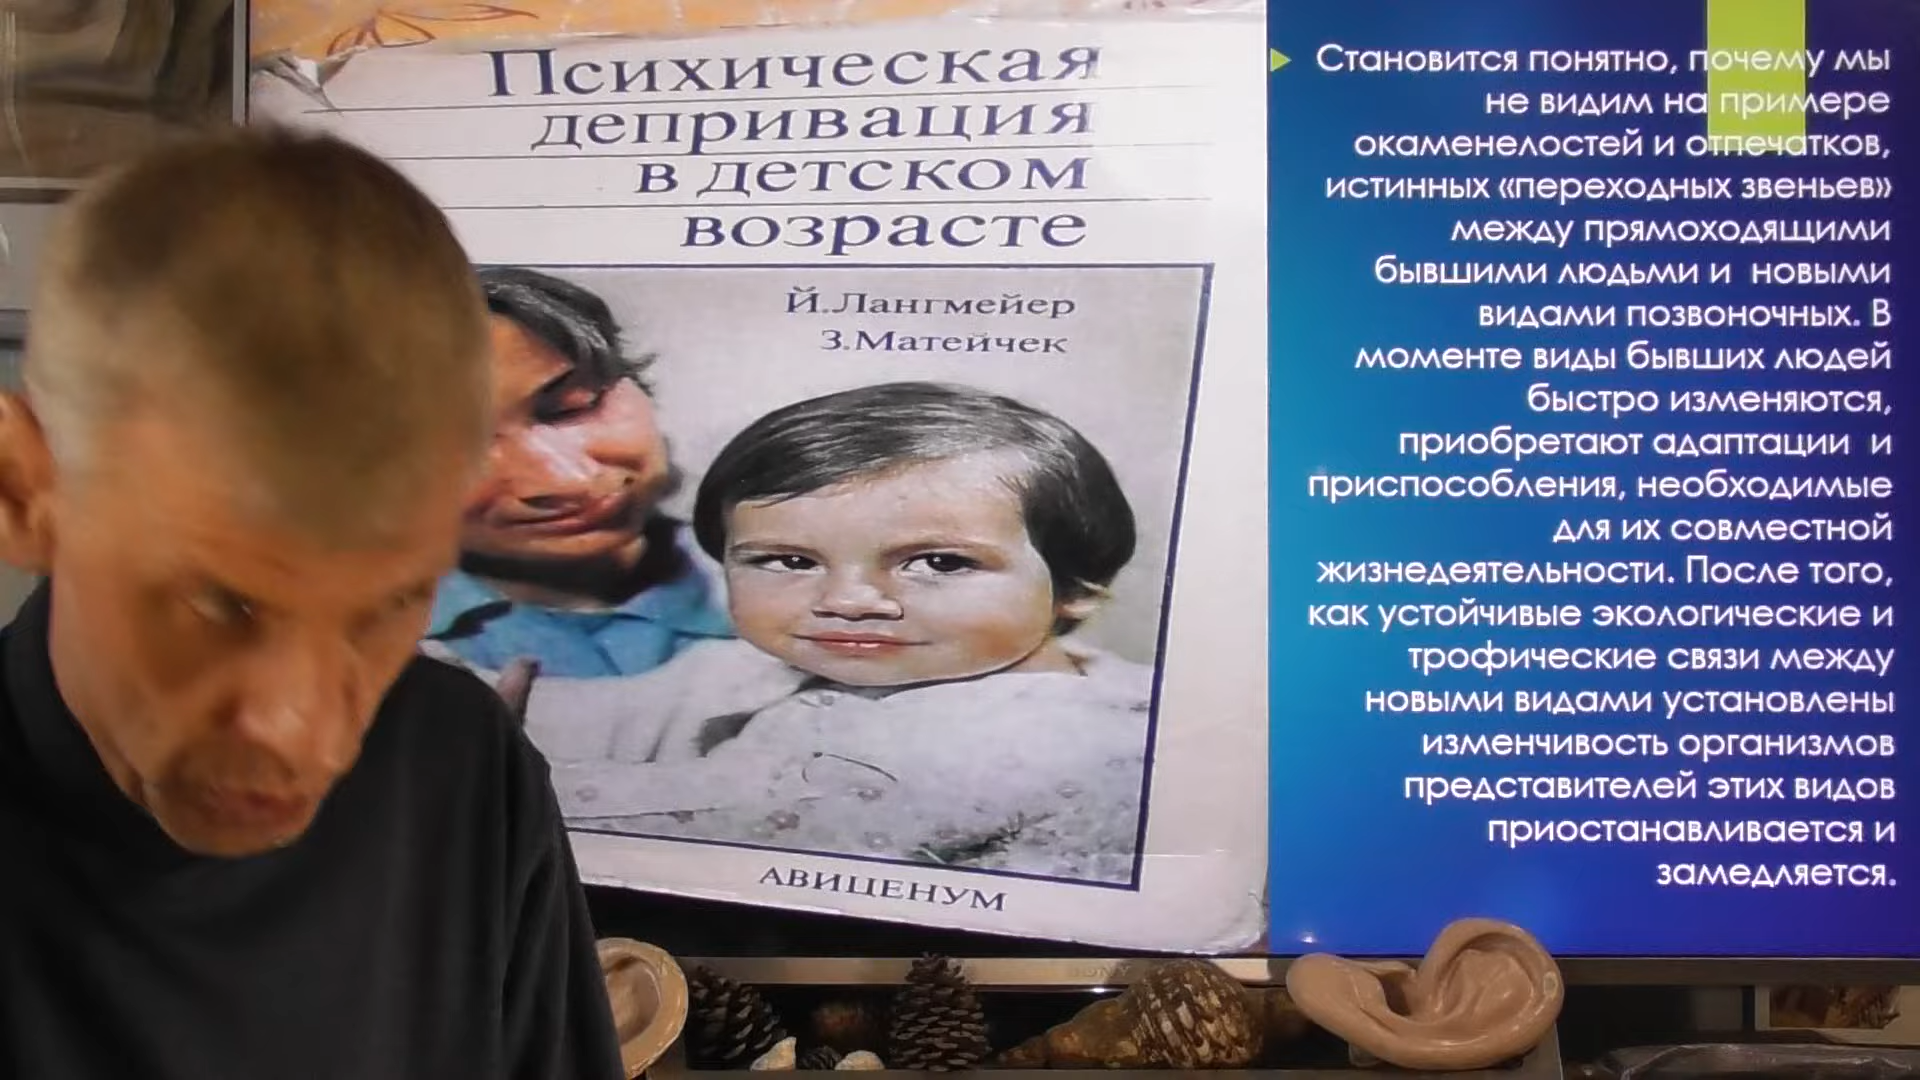 Психическая
депривация
в детском
возрасте
Й.Лангмейер
З.Матейчек
АВИЦЕНУМ
Становится понятно, почему мы
не видим на примере
окаменелостей и отпечатков,
истинных «переходных звеньев»
между прямоходящими
бывшими людьми и новыми
видами позвоночных. В
моменте виды бывших людей
быстро изменяются,
приобретают адаптации и
приспособления, необходимые
для их совместной
жизнедеятельности. После того,
как устойчивые экологические и
трофические связи между
новыми видами установлены
изменчивость организмов
представителей этих видов
приостанавливается и
замедляется.
SONY